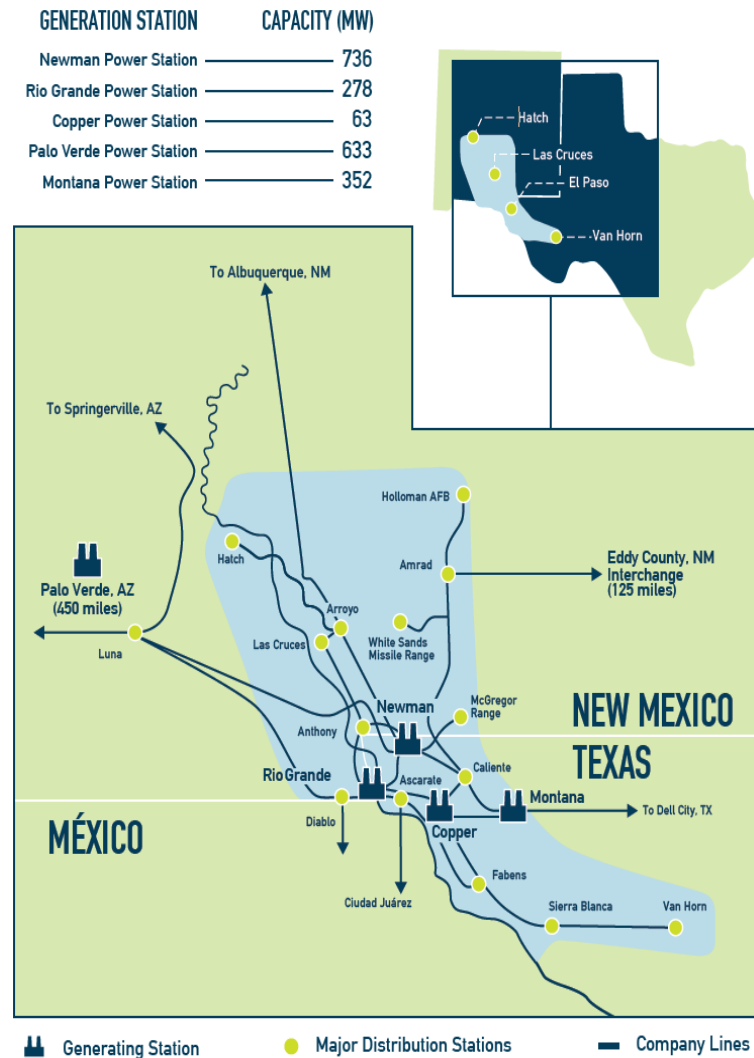 GENERATION STATION CAPACITY (MW)
Newman Power Station 736
Rio Grande Power Station 278
Copper Power Station 63
Palo Verde Power Station 633
Montana Power Station 352
Hatch
Las Cruces
El Paso
Van Horn
To Albuquerque, NM
To Springerville, AZ
Holloman AFB
Hatch
Amrad
Eddy County, NM
Interchange
(125 miles)
Palo Verde, AZ
(450 miles)
Arroyo
Las Cruces
White Sands
Missile Range
Luna
McGregor
Range
Newman
NEW MEXICO
Anthony
TEXAS
Rio Grande
Ascarate
Caliente
Montana
To Dell City, TX
Diablo
Copper
MÉXICO
Fabens
Ciudad Juárez
Sierra Blanca
Van Horn
Generating Station
Major Distribution Stations
Company Lines